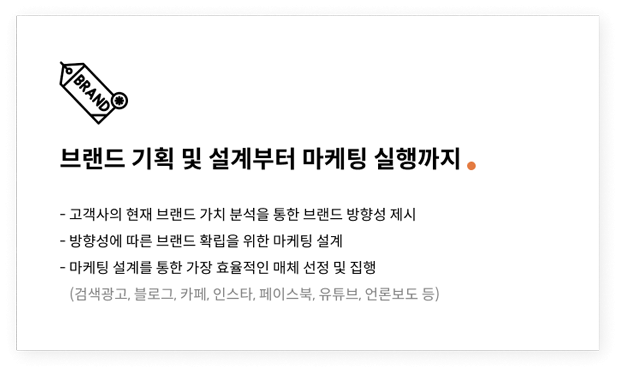 BRAND
브랜드 기획 및 설계부터 마케팅 실행까지
- 고객사의 현재 브랜드 가치 분석을 통한 브랜드 방향성 제시
- 방향성에 따른 브랜드 확립을 위한 마케팅 설계
- 마케팅 설계를 통한 가장 효율적인 매체 선정 및 집행
(검색광고, 블로그, 카페, 인스타, 페이스북, 유튜브, 언론보도 등)